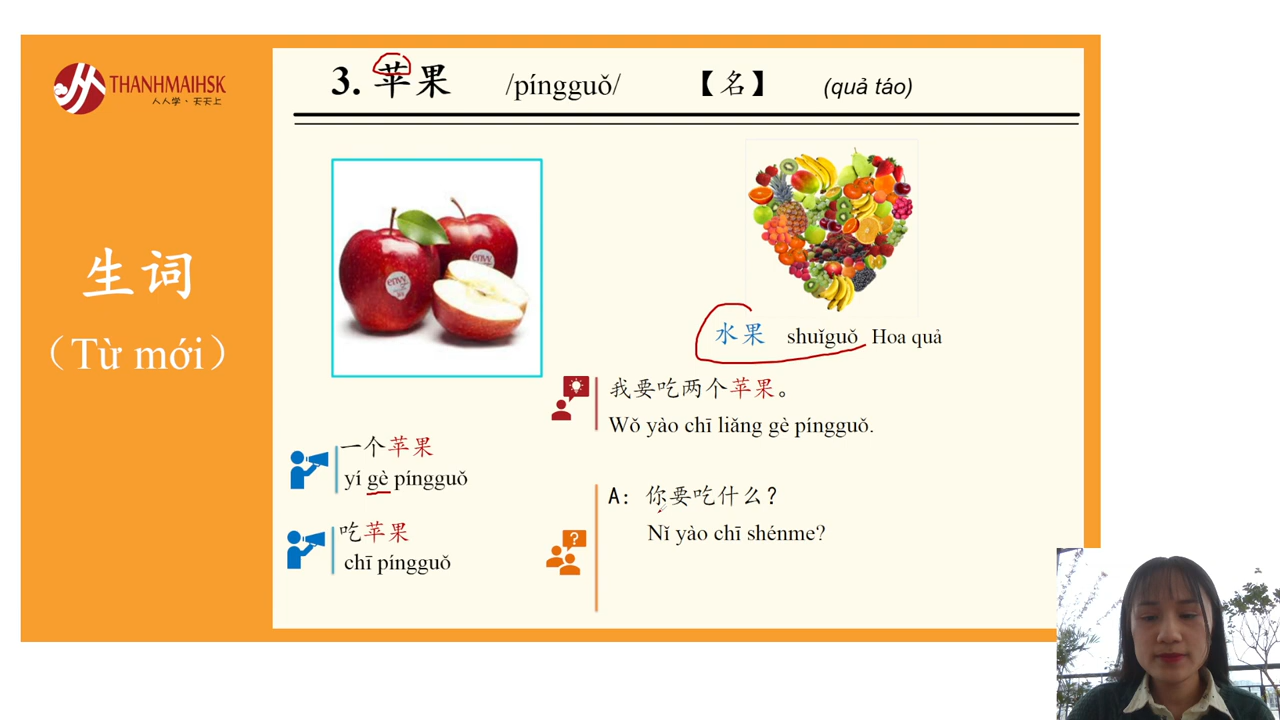 THANHMAIHSK
人人学·天天上
生词
（Từ mới）
3. 苹果 /píngguǒ/ 【名】 (quả táo)
envy
envy
水果 shuǐguǒ Hoa quả
一个苹果
yí gè píngguǒ
吃苹果
chī píngguǒ
我要吃两个苹果。
Wǒ yào chī liǎng gè píngguǒ.
A: 你要吃什么？
Nǐ yào chī shénme?
?